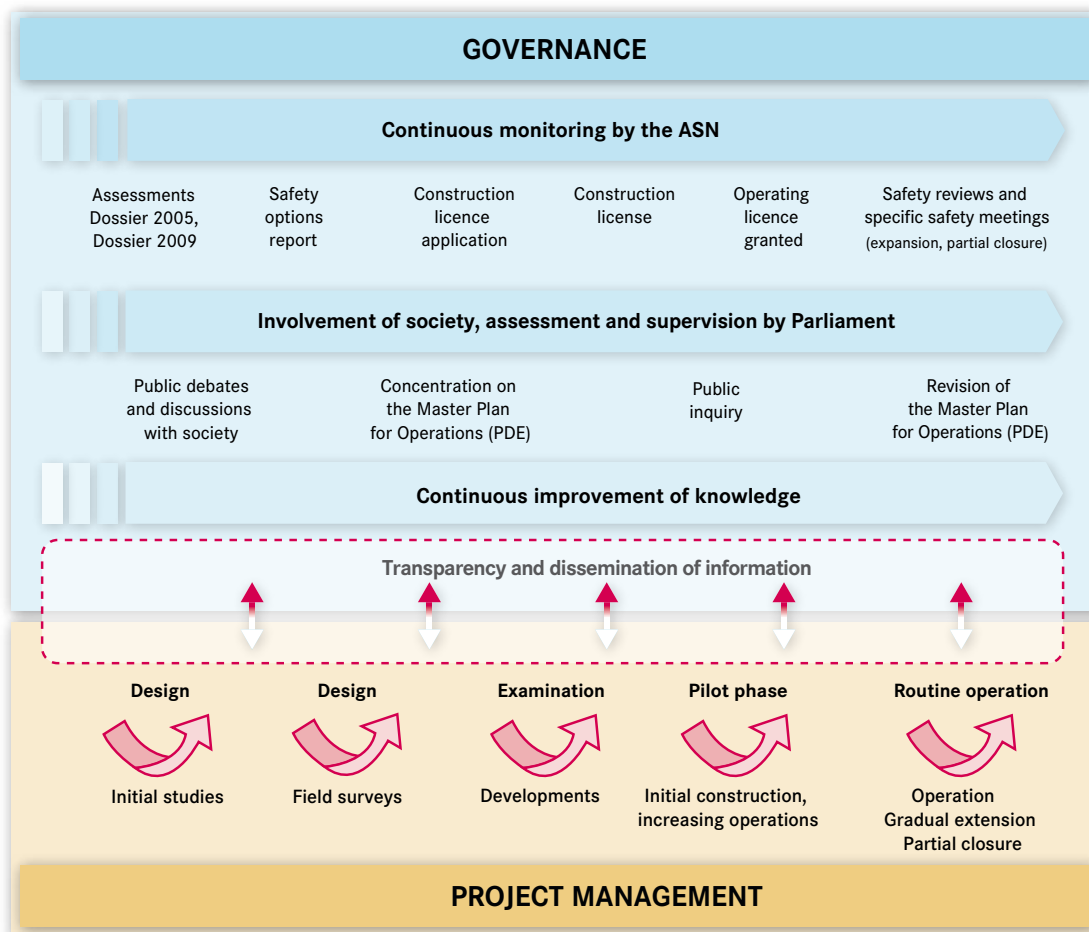 GOVERNANCE
Continuous monitoring by the ASN
Assessments
Dossier 2005,
Dossier 2009
Safety
options
report
Construction
licence
application
Construction
license
Operating
licence
granted
Safety reviews and
specific safety meetings
(expansion, partial closure)
Involvement of society, assessment and supervision by Parliament
Public debates
and discussions
with society
Concentration on
the Master Plan
for Operations (PDE)
Public
inquiry
Revision of
the Master Plan
for Operations (PDE)
Continuous improvement of knowledge
Transparency and dissemination of information
Design
Initial studies
Design
Field surveys
Examination
Developments
Pilot phase
Initial construction,
increasing operations
Routine operation
Operation
Gradual extension
Partial closure
PROJECT MANAGEMENT